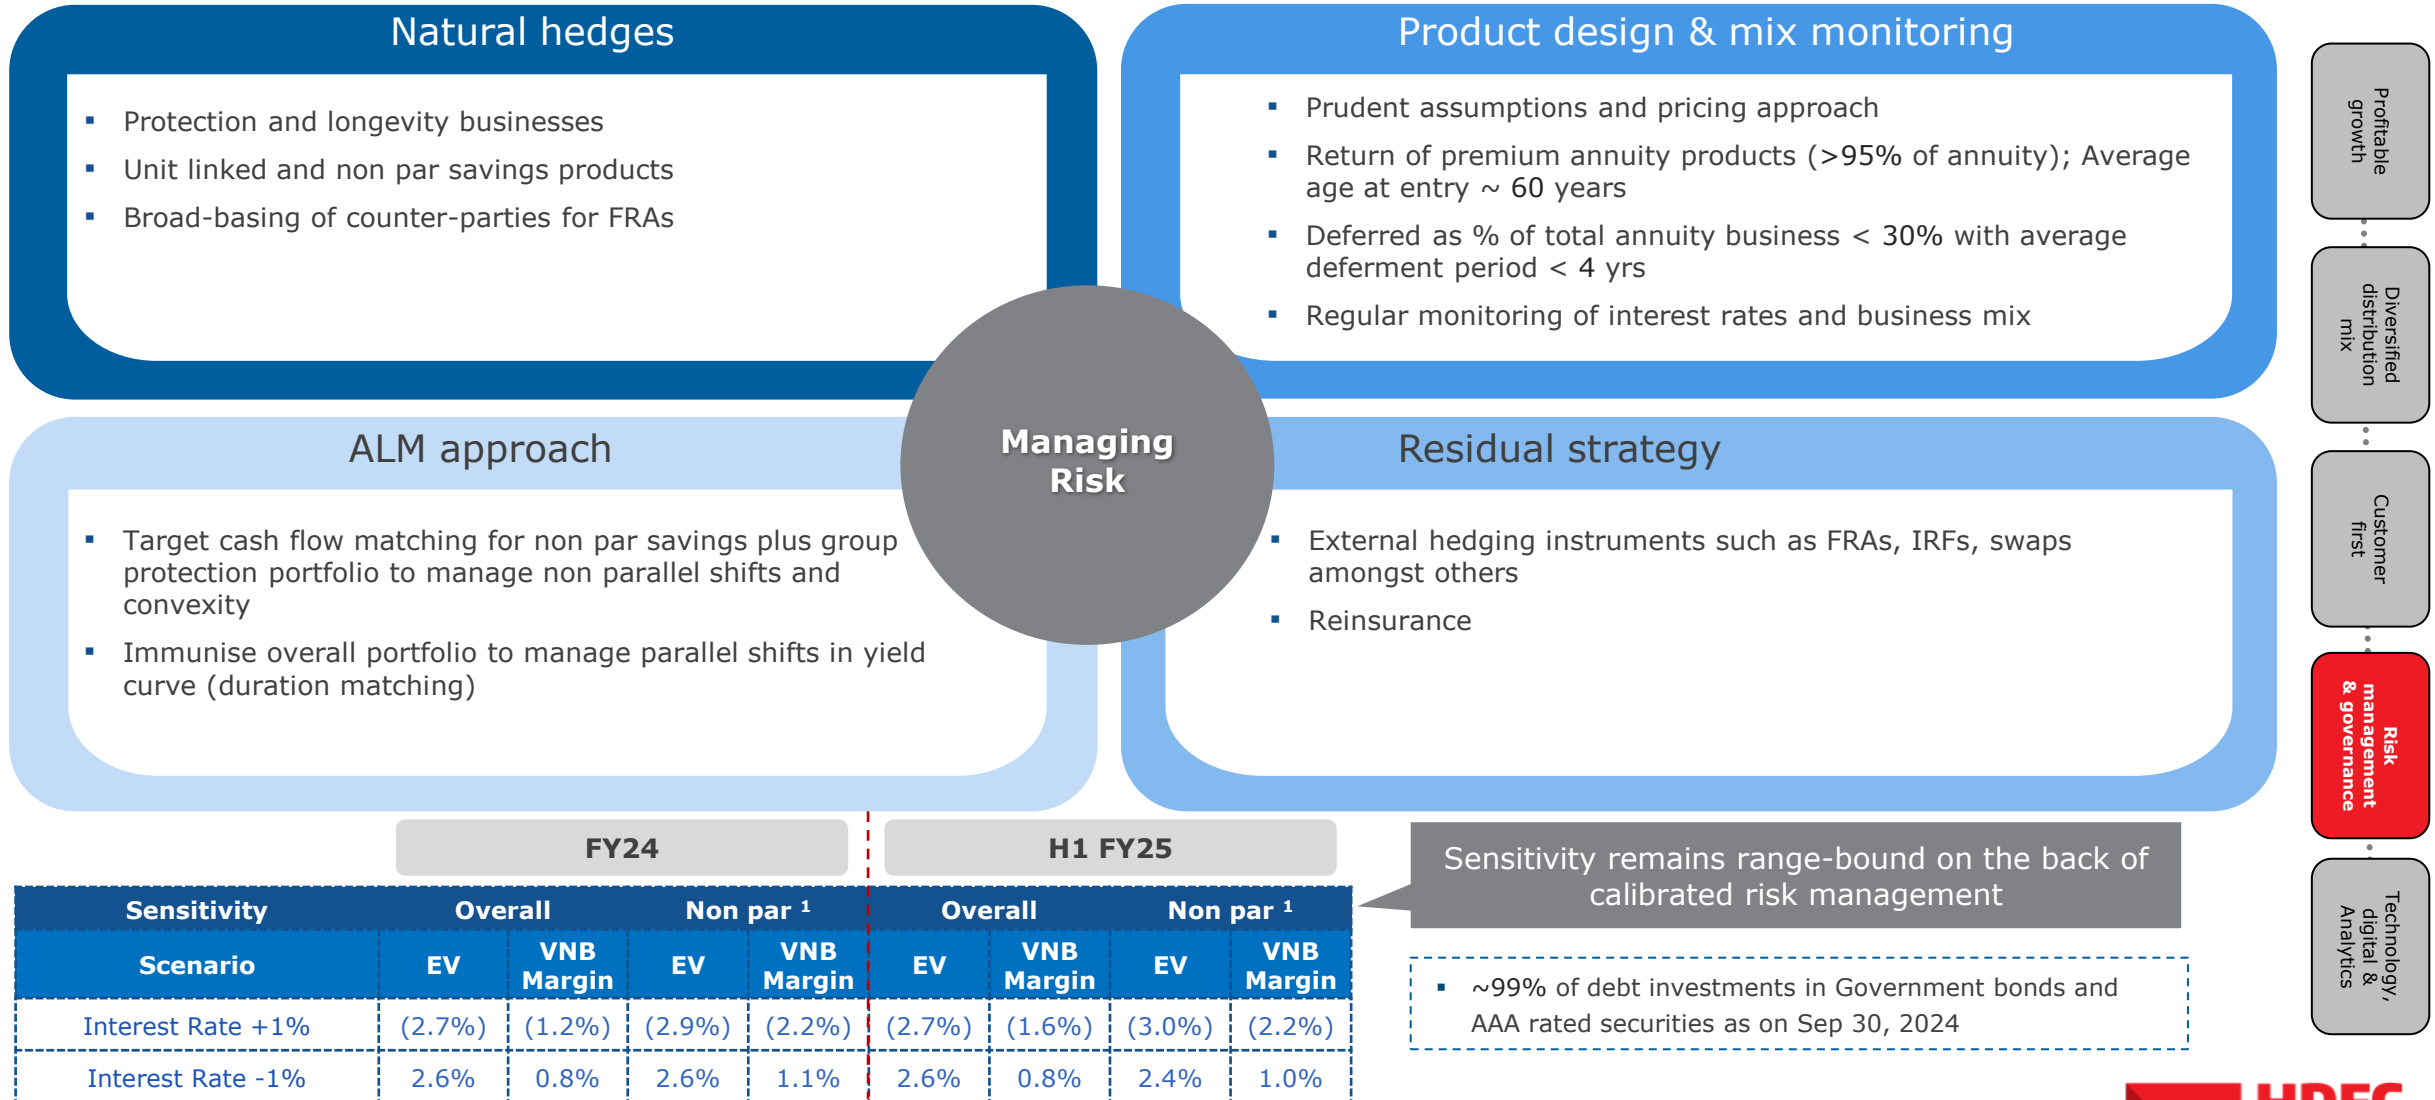 Natural hedges
Protection and longevity businesses
Unit linked and non par savings products
Broad-basing of counter-parties for FRAs
Product design & mix monitoring
Prudent assumptions and pricing approach
Return of premium annuity products (>95% of annuity); Average
age at entry ~ 60 years
Deferred as % of total annuity business < 30% with average
deferment period < 4 yrs
Regular monitoring of interest rates and business mix
ALM approach
Target cash flow matching for non par savings plus group
protection portfolio to manage non parallel shifts and
convexity
Immunise overall portfolio to manage parallel shifts in yield
curve (duration matching)
Managing
Risk
Residual strategy
External hedging instruments such as FRAs, IRFs, swaps
amongst others
Reinsurance
Profitable
growth
Diversified
distribution
mix
Customer
first
Risk
management
& governance
Technology,
digital &
Analytics
FY24 H1 FY25
Sensitivity Overall Non par 1 Overall Non par 1
Scenario EV VNB Margin EV VNB Margin EV VNB Margin EV VNB Margin
Interest Rate +1% (2.7%) (1.2%) (2.9%) (2.2%) (2.7%) (1.6%) (3.0%) (2.2%)
Interest Rate -1% 2.6% 0.8% 2.6% 1.1% 2.6% 0.8% 2.4% 1.0%
Sensitivity remains range-bound on the back of
calibrated risk management
~99% of debt investments in Government bonds and
AAA rated securities as on Sep 30, 2024